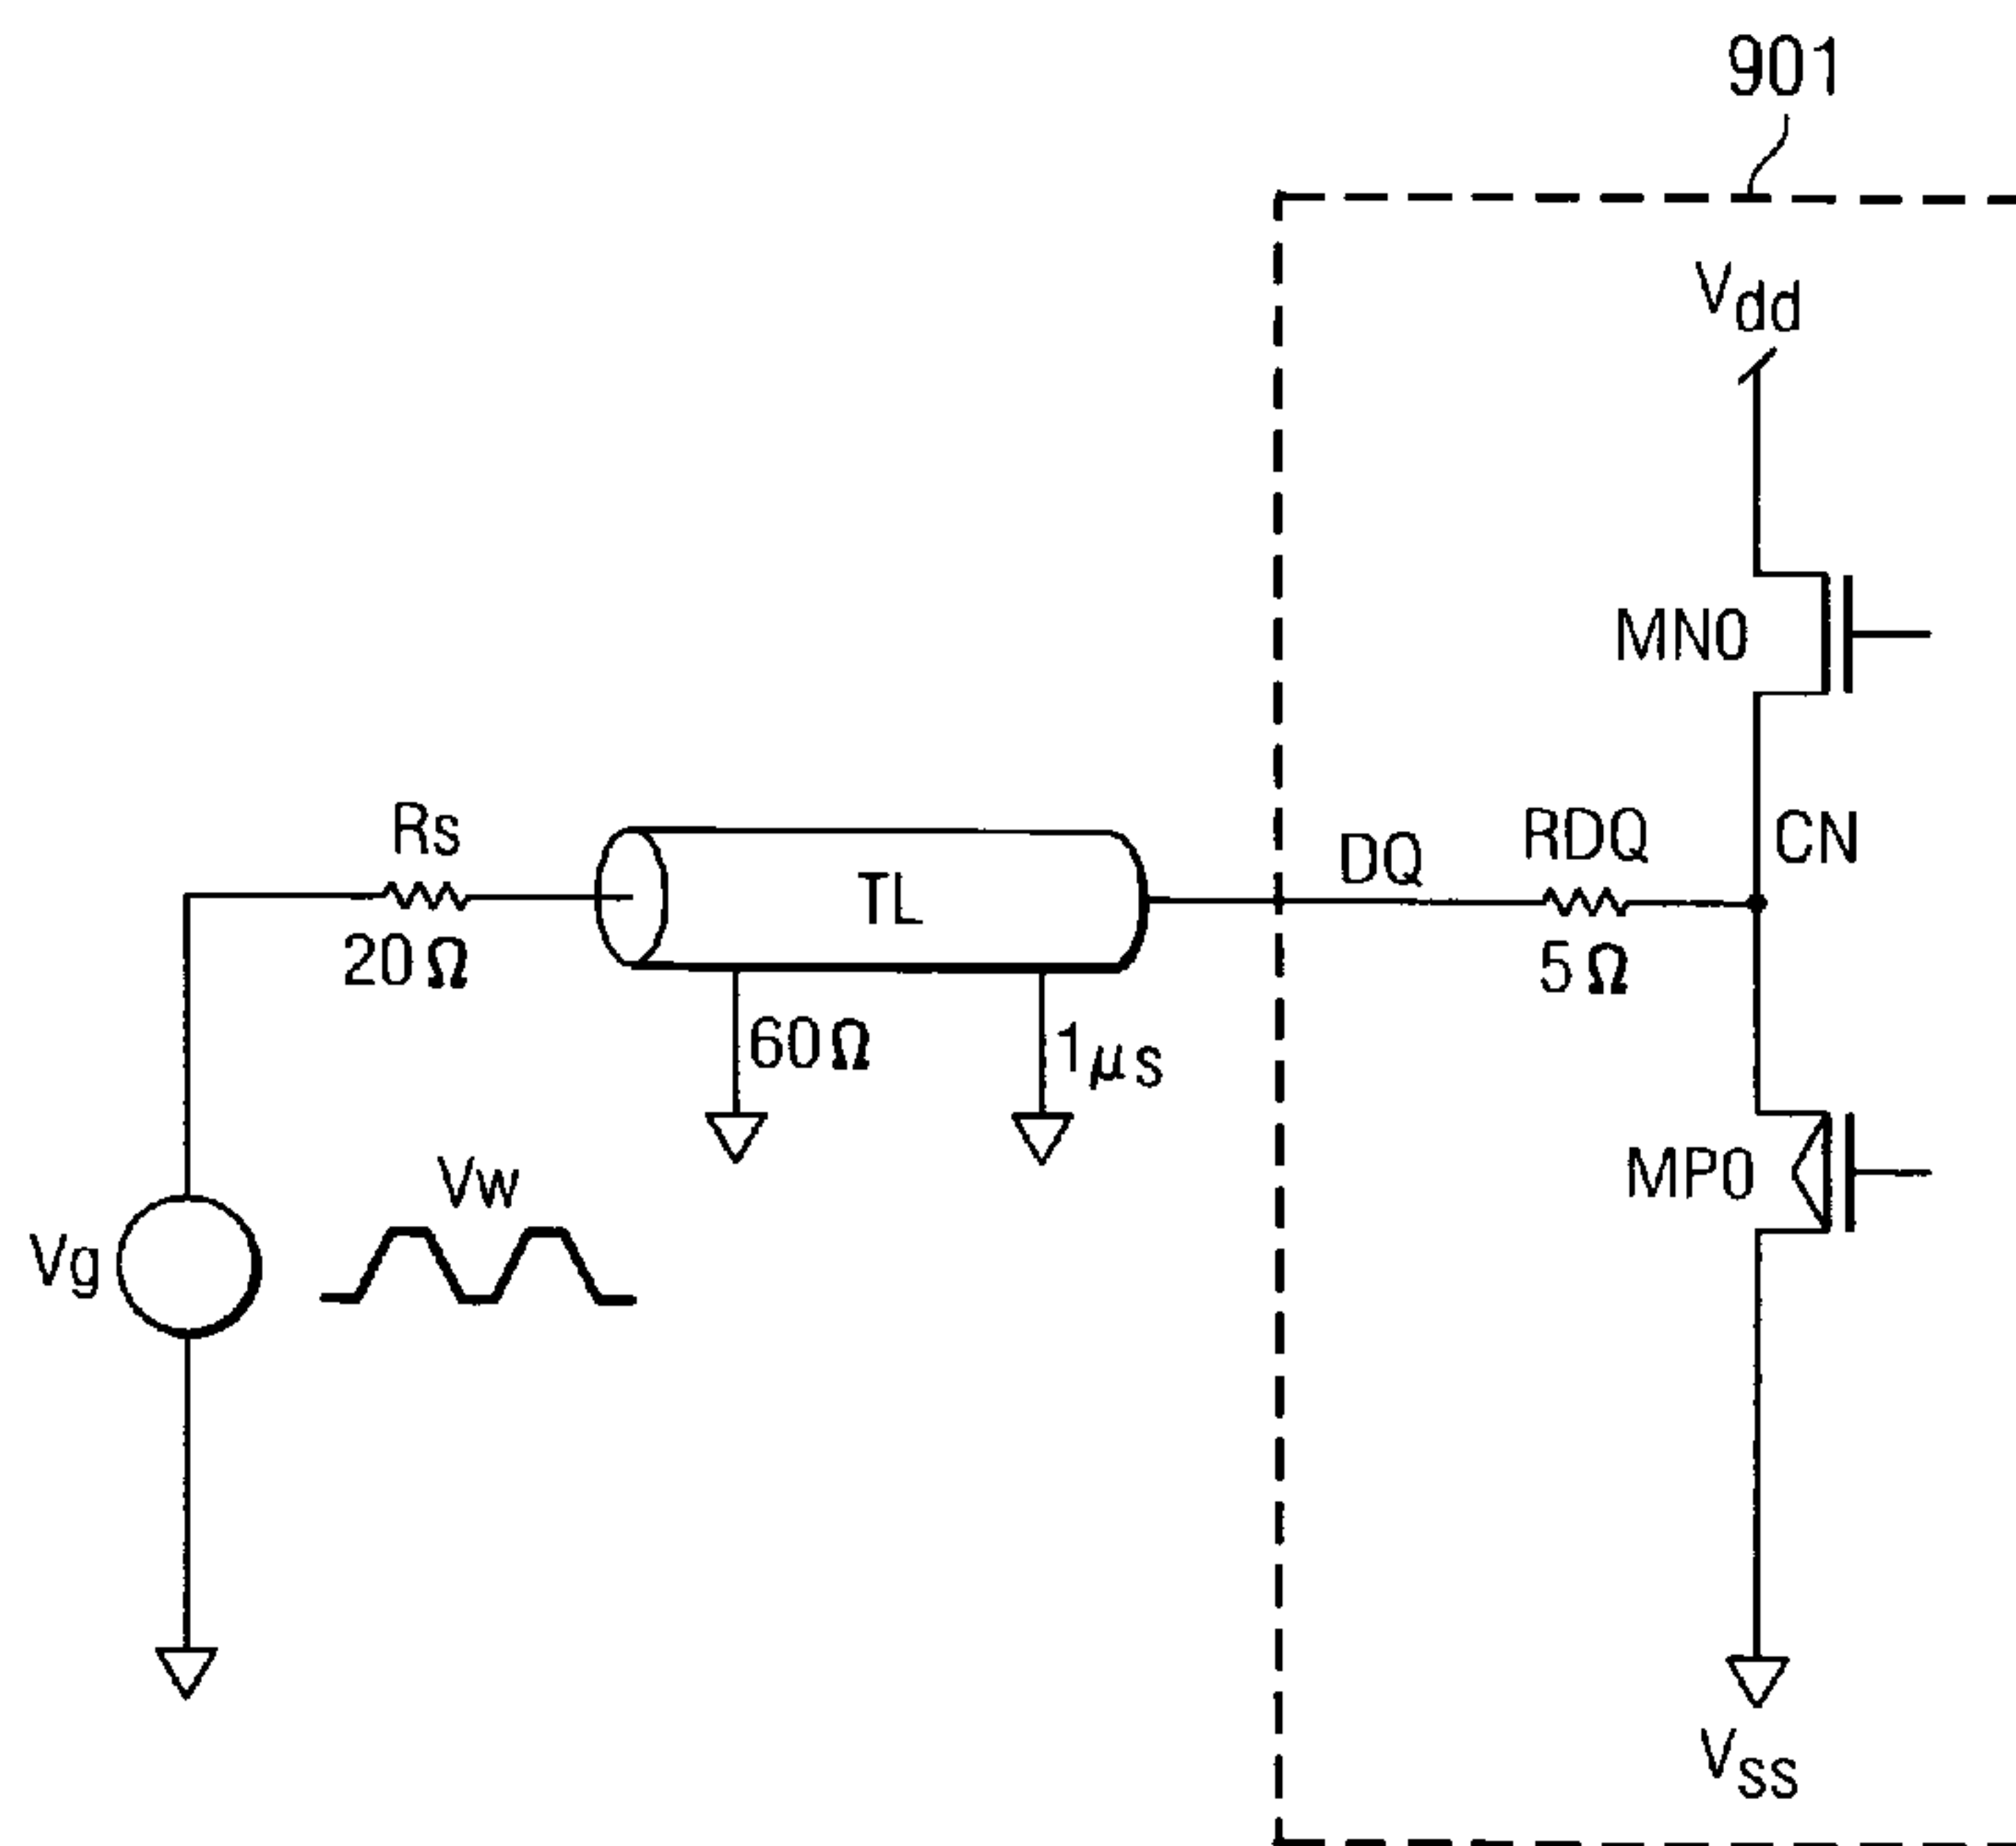 901
Vdd
MN0
Rs
20Ω
TL
DQ
RDQ
5Ω
CN
60Ω
1μs
Vw
Vg
MP0
Vss